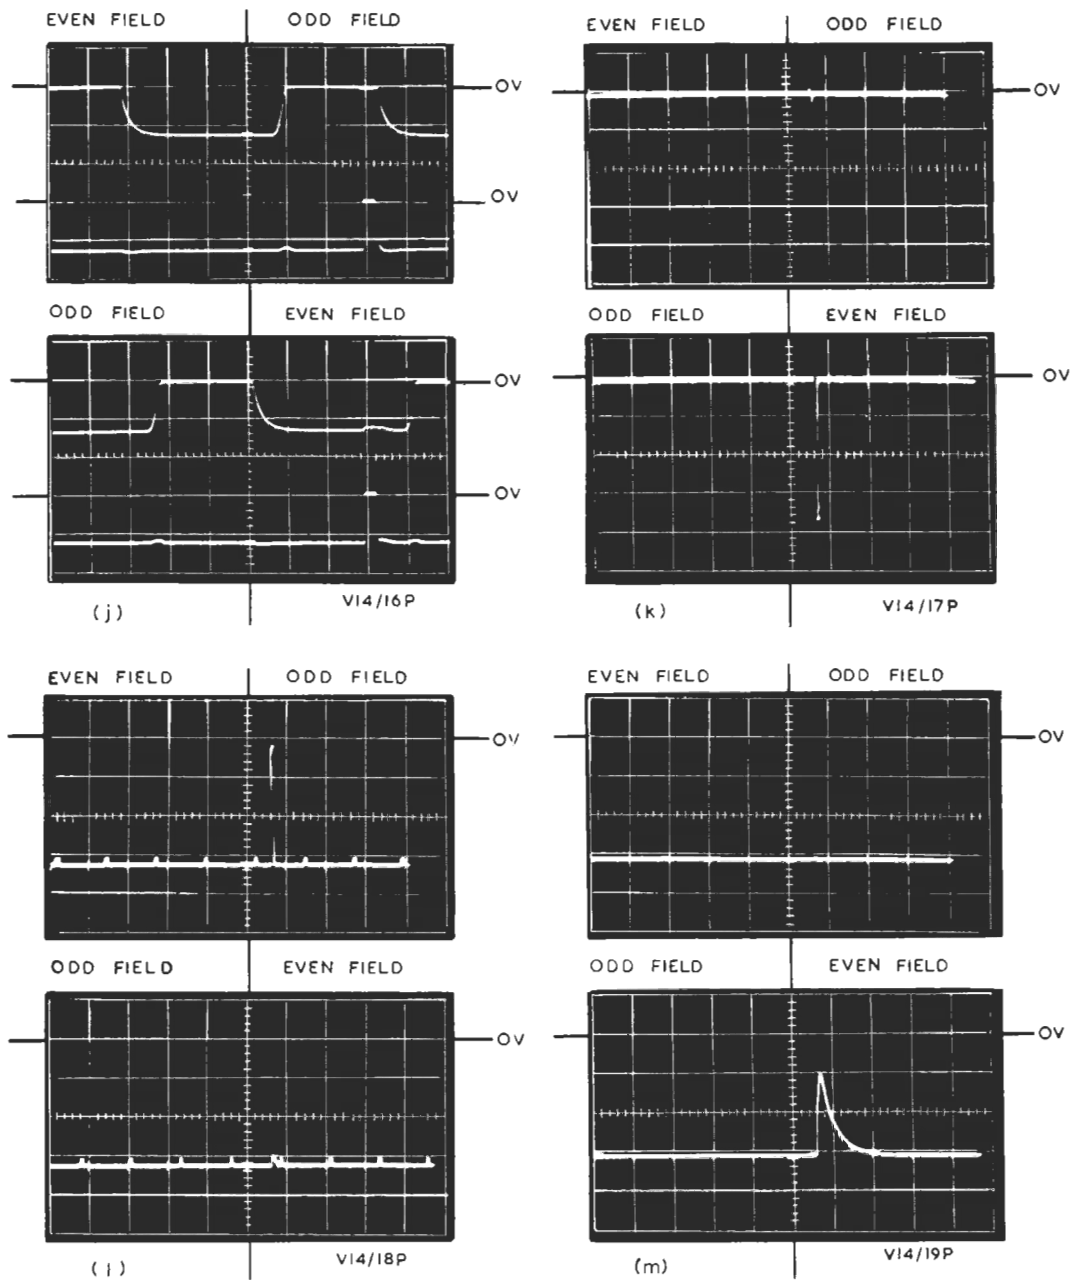 EVEN FIELD ODD FIELD
OV
OV
ODD FIELD EVEN FIELD
OV
OV
(j) V14/16P
EVEN FIELD ODD FIELD
OV
ODD FIELD EVEN FIELD
OV
(k) V14/17P
EVEN FIELD ODD FIELD
OV
ODD FIELD EVEN FIELD
OV
(l) V14/18P
EVEN FIELD ODD FIELD
OV
ODD FIELD EVEN FIELD
OV
(m) V14/19P